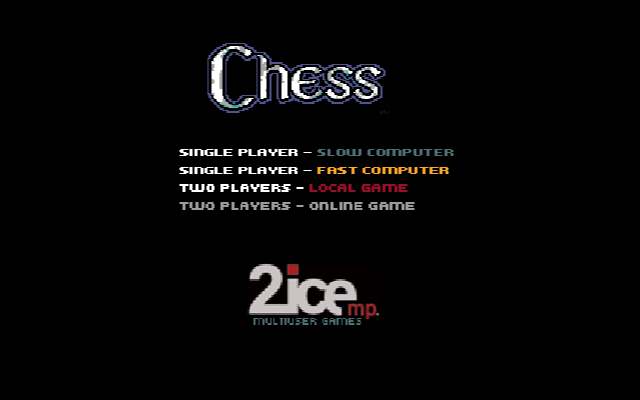 Chess
SINGLE PLAYER - SLOW COMPUTER
SINGLE PLAYER - FAST COMPUTER
TWO PLAYERS - LOCAL GAME
TWO PLAYERS - ONLINE GAME
2ice mp.
MULTIUSER GAMES